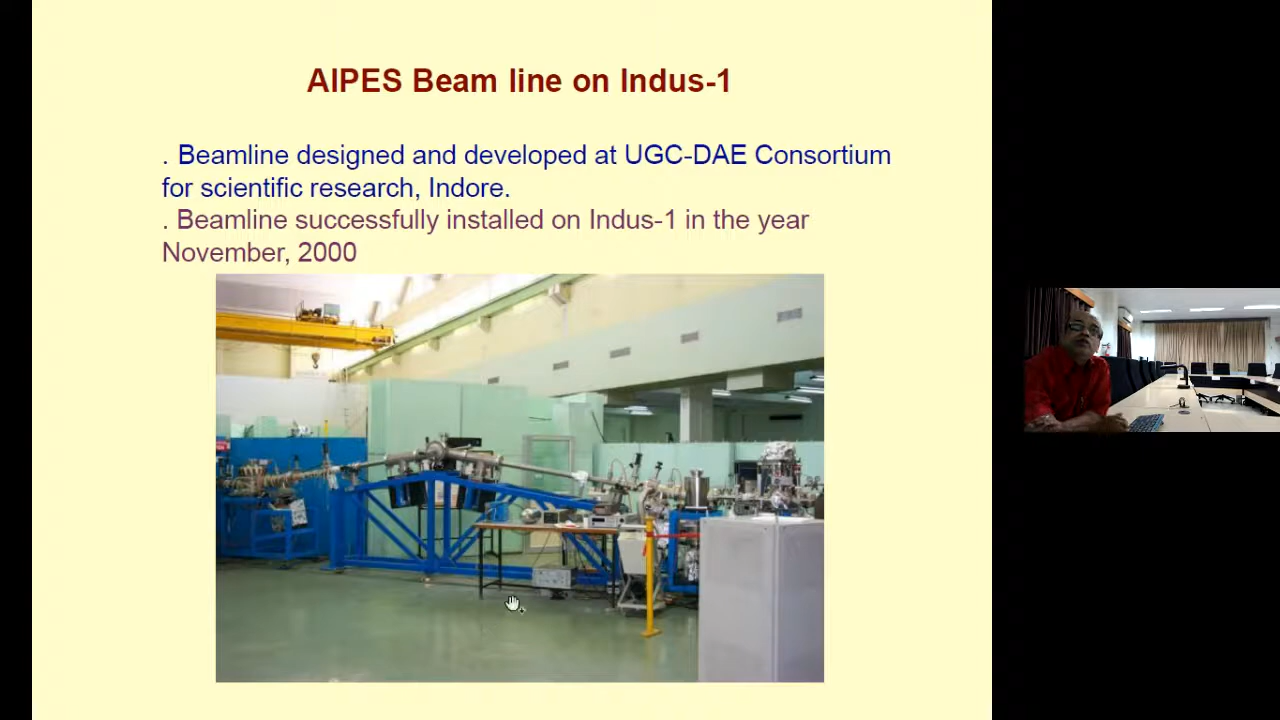 AIPES Beam line on Indus-1
. Beamline designed and developed at UGC-DAE Consortium
for scientific research, Indore.
. Beamline successfully installed on Indus-1 in the year
November, 2000